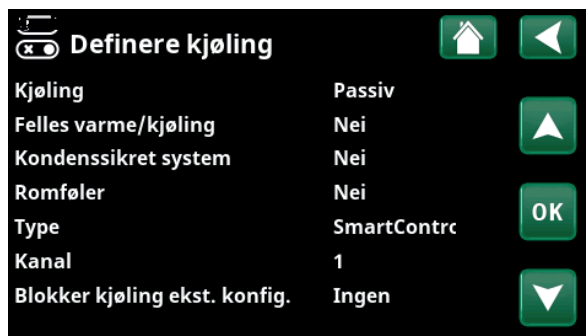 Definere kjøling
Kjøling Passiv
Felles varme/kjøling Nei
Kondenssikret system Nei
Romføler Nei
Type SmartContro
Kanal 1
Blokker kjøling ekst. konfig. Ingen
OK